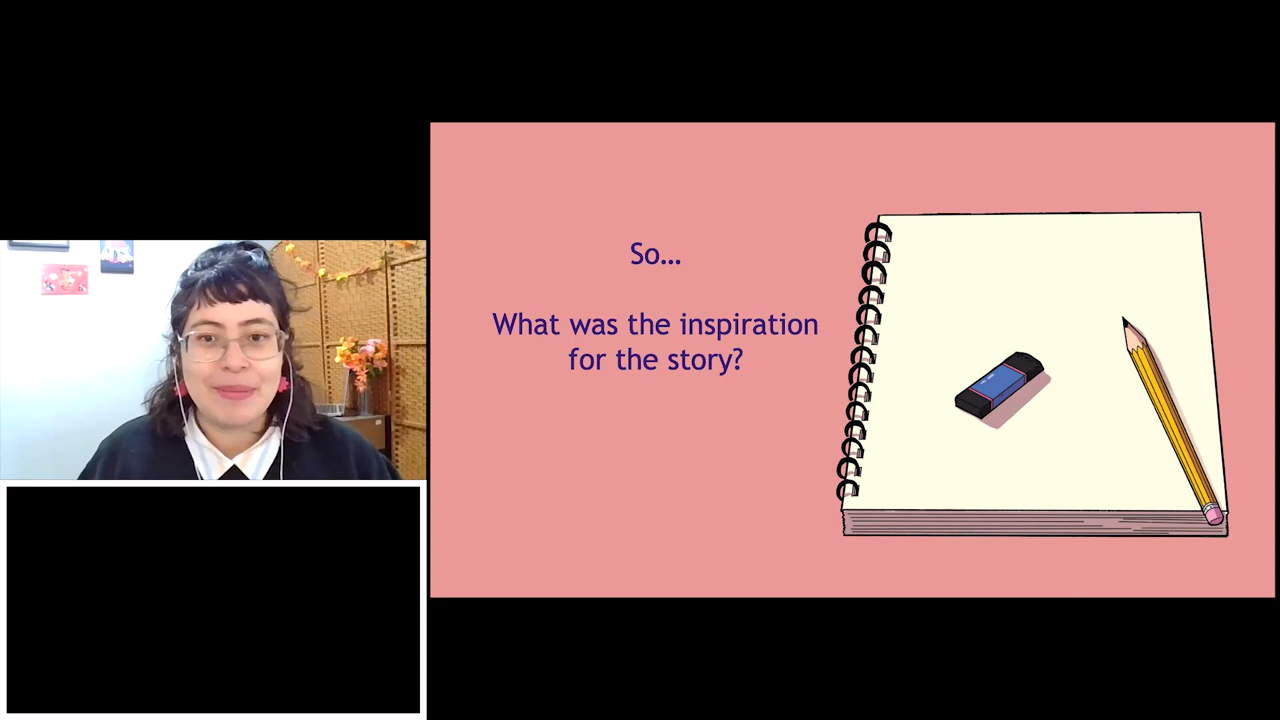 So...
What was the inspiration
for the story?